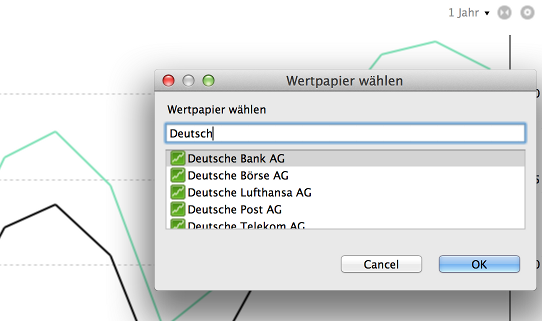 1 Jahr
Wertpapier wählen
Wertpapier wählen
Deutsch
Deutsche Bank AG
Deutsche Börse AG
Deutsche Lufthansa AG
Deutsche Post AG
Deutsche Telekom AG
Cancel
OK